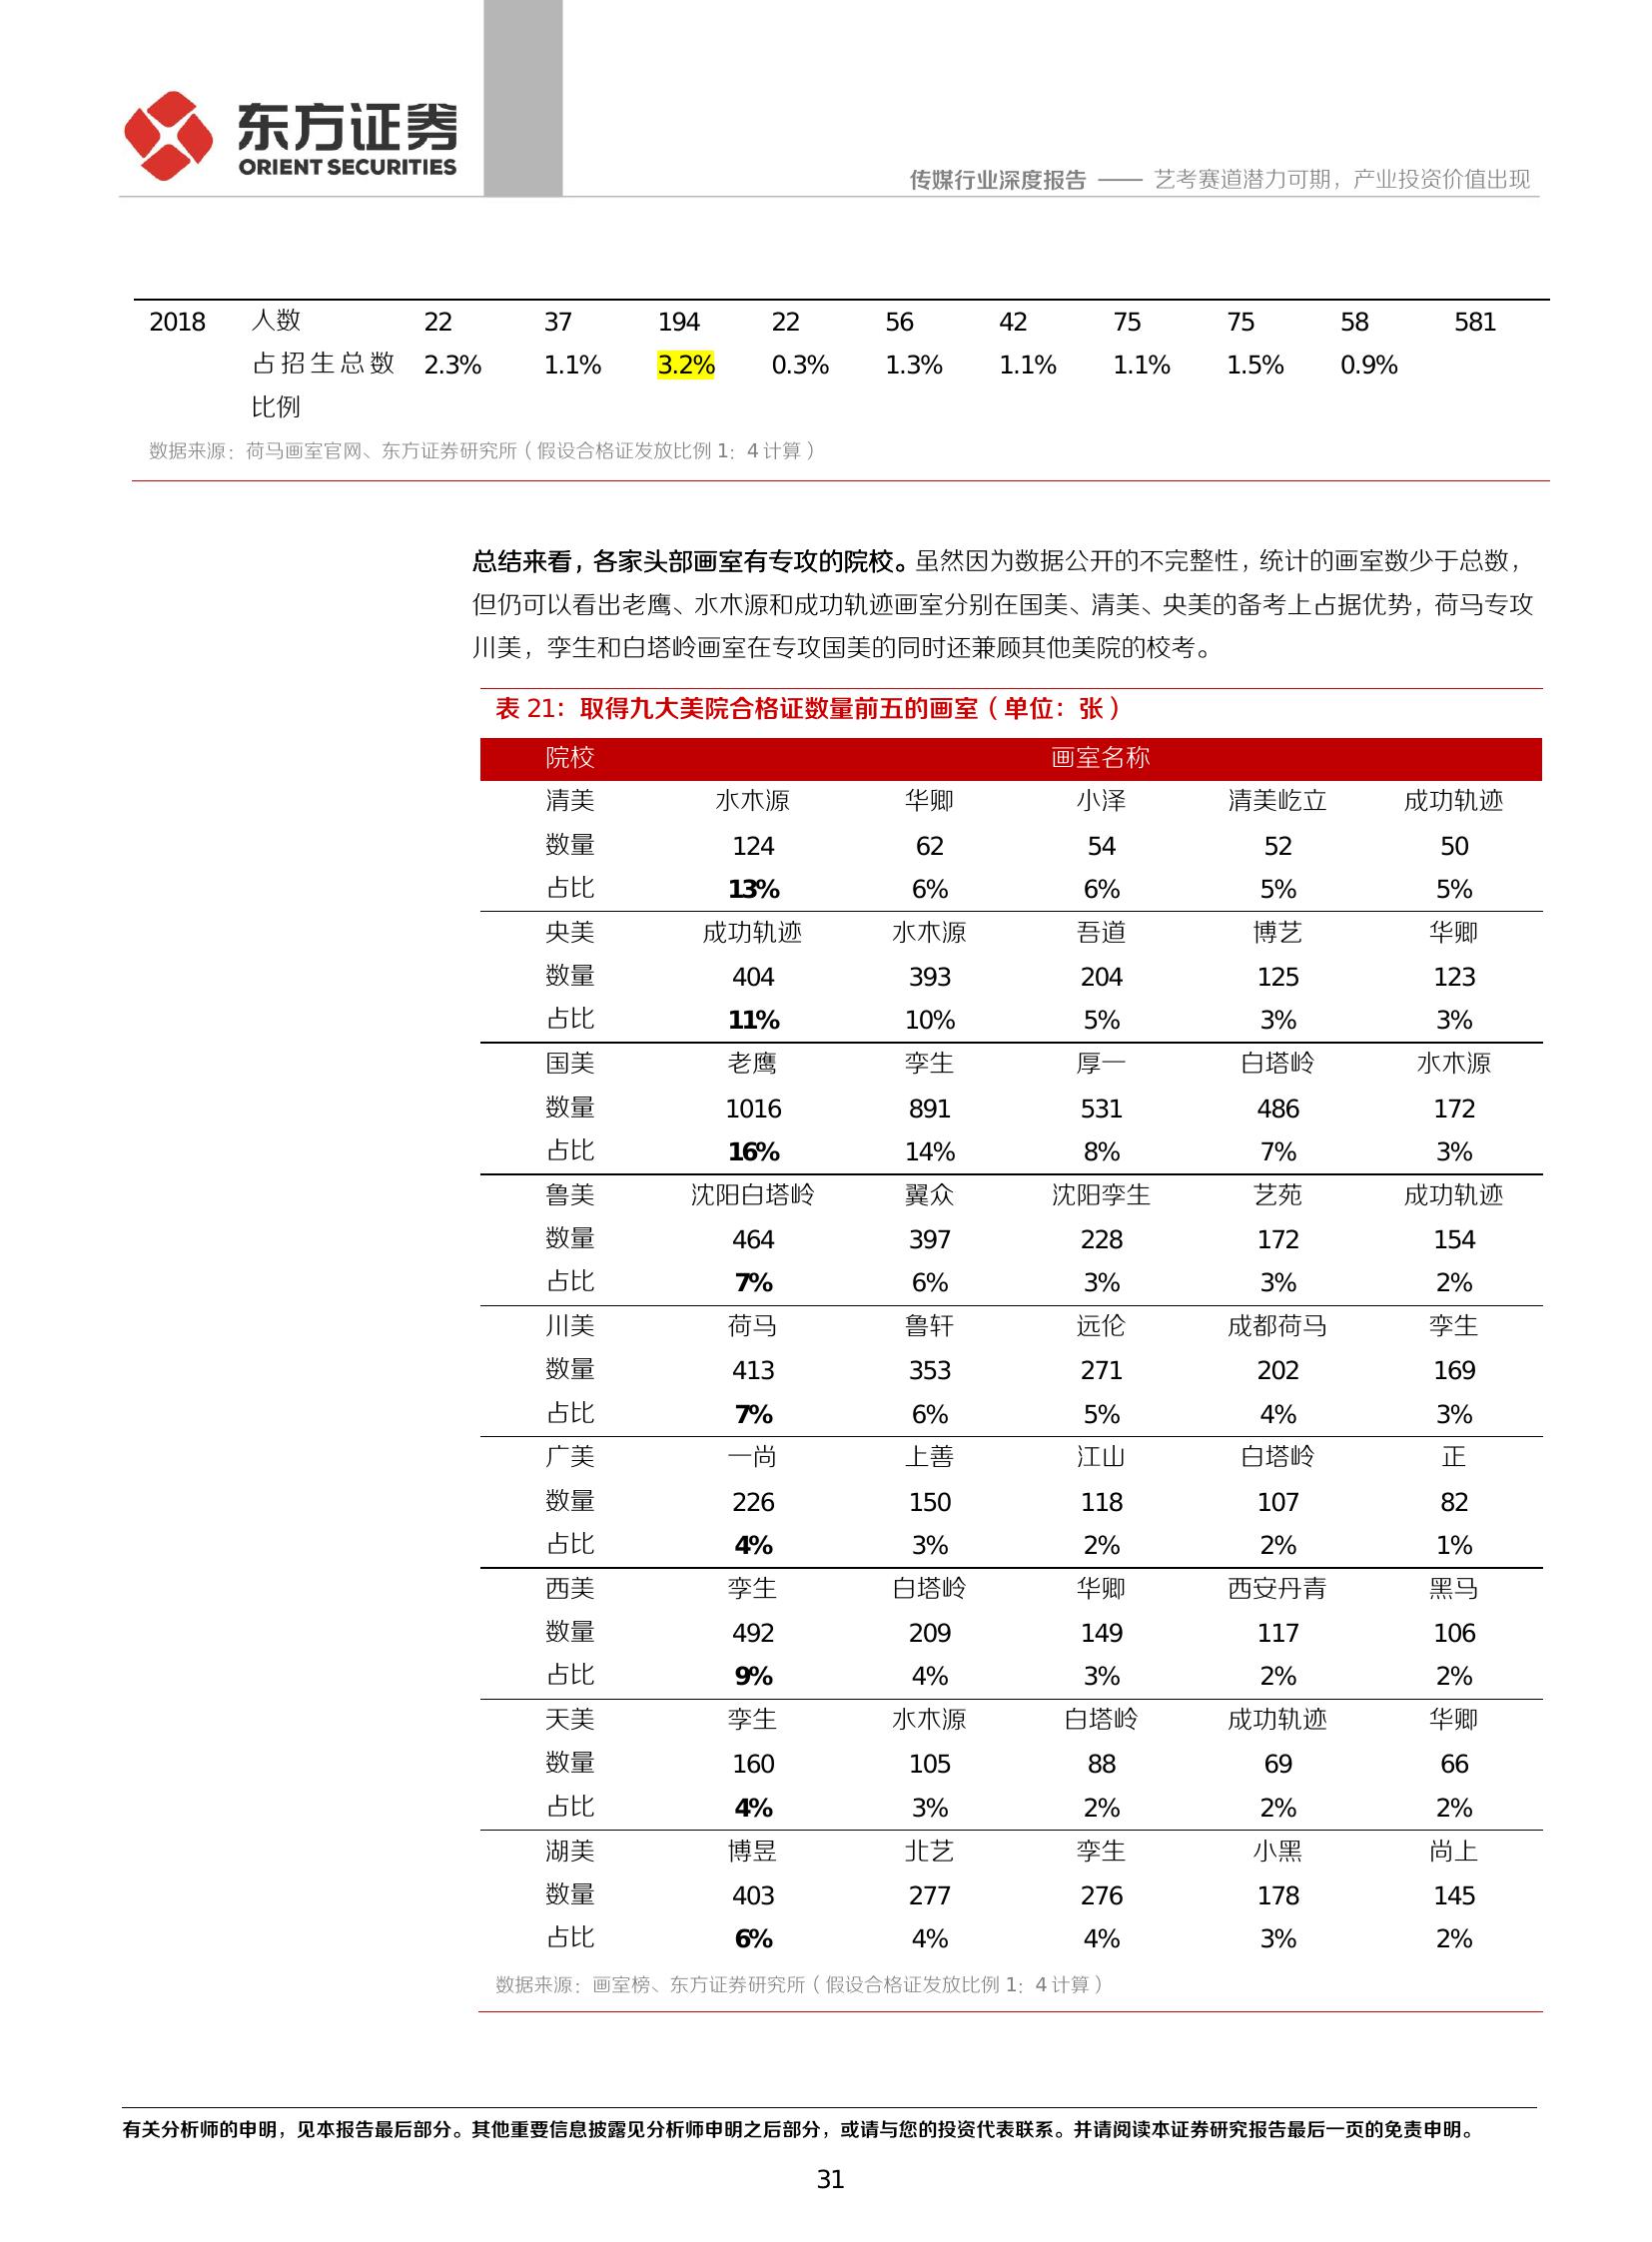 东方证券
ORIENT SECURITIES
传媒行业深度报告 —— 艺考赛道潜力可期，产业投资价值出现
2018 人数 22 37 194 22 56 42 75 75 58 581
占招生总数 2.3% 1.1% 3.2% 0.3% 1.3% 1.1% 1.1% 1.5% 0.9%
比例
数据来源：荷马画室官网、东方证券研究所（假设合格证发放比例 1：4 计算）
总结来看，各家头部画室有专攻的院校。虽然因为数据公开的不完整性，统计的画室数少于总数，
但仍可以看出老鹰、水木源和成功轨迹画室分别在国美、清美、央美的备考上占据优势，荷马专攻
川美，孪生和白塔岭画室在专攻国美的同时还兼顾其他美院的校考。
表 21：取得九大美院合格证数量前五的画室（单位：张）
院校 画室名称
清美 水木源 华卿 小泽 清美屹立 成功轨迹
数量 124 62 54 52 50
占比 13% 6% 6% 5% 5%
央美 成功轨迹 水木源 吾道 博艺 华卿
数量 404 393 204 125 123
占比 11% 10% 5% 3% 3%
国美 老鹰 孪生 厚一 白塔岭 水木源
数量 1016 891 531 486 172
占比 16% 14% 8% 7% 3%
鲁美 沈阳白塔岭 翼众 沈阳孪生 艺苑 成功轨迹
数量 464 397 228 172 154
占比 7% 6% 3% 3% 2%
川美 荷马 鲁轩 远伦 成都荷马 孪生
数量 413 353 271 202 169
占比 7% 6% 5% 4% 3%
广美 一尚 上善 江山 白塔岭 正
数量 226 150 118 107 82
占比 4% 3% 2% 2% 1%
西美 孪生 白塔岭 华卿 西安丹青 黑马
数量 492 209 149 117 106
占比 9% 4% 3% 2% 2%
天美 孪生 水木源 白塔岭 成功轨迹 华卿
数量 160 105 88 69 66
占比 4% 3% 2% 2% 2%
湖美 博昱 北艺 孪生 小黑 尚上
数量 403 277 276 178 145
占比 6% 4% 4% 3% 2%
数据来源：画室榜、东方证券研究所（假设合格证发放比例 1：4 计算）
有关分析师的申明，见本报告最后部分。其他重要信息披露见分析师申明之后部分，或请与您的投资代表联系。并请阅读本证券研究报告最后一页的免责申明。
31